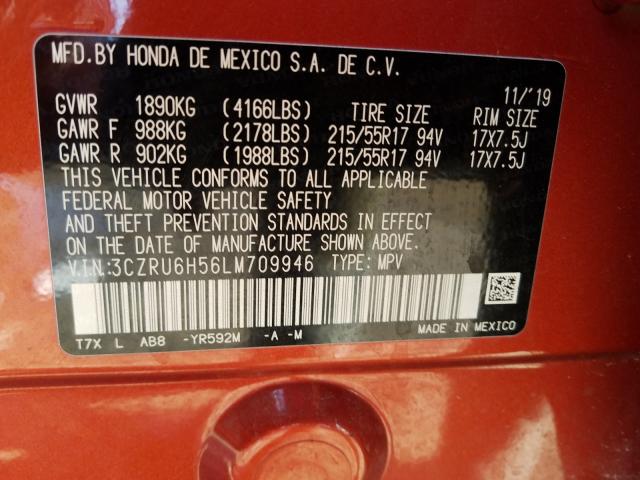 MFD.BY HONDA DE MEXICO S.A. DE C.V.
11/'19
GVWR 1890KG (4166LBS) TIRE SIZE RIM SIZE
GAWR F 988KG (2178LBS) 215/55R17 94V 17X7.5J
GAWR R 902KG (1988LBS) 215/55R17 94V 17X7.5J
THIS VEHICLE CONFORMS TO ALL APPLICABLE
FEDERAL MOTOR VEHICLE SAFETY
AND THEFT PREVENTION STANDARDS IN EFFECT
ON THE DATE OF MANUFACTURE SHOWN ABOVE.
V.I.N.:3CZRU6H56LM709946 TYPE: MPV
T7X L AB8 -YR592M -A -M MADE IN MEXICO